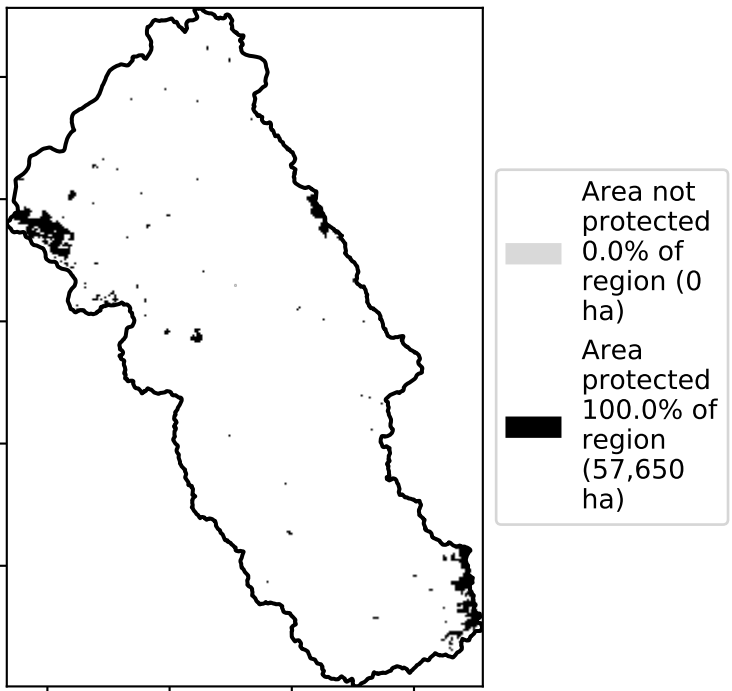 Area not
protected
0.0% of
region (0
ha)
Area
protected
100.0% of
region
(57,650
ha)